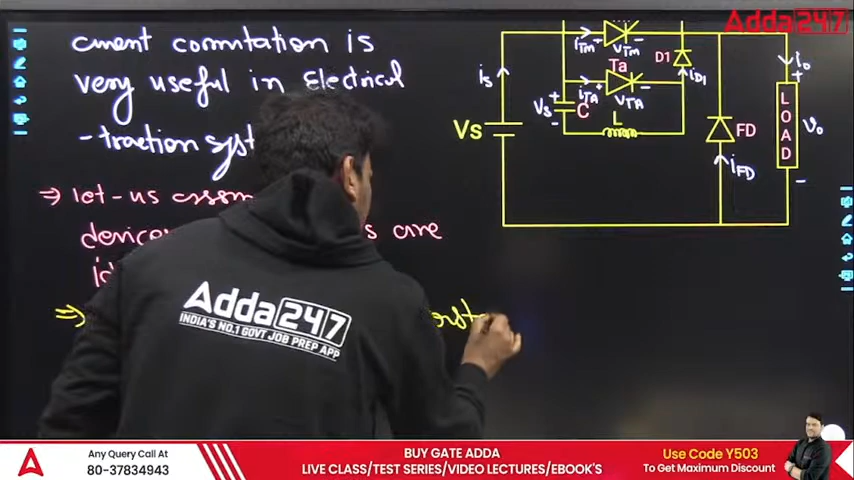 Adda247
cument commtation is
very useful in Electrical
-traction syst
⇒ let-us assum
are
⇒
iTm + VTm -
Ta
D1
iD1
iTA + VTA -
is
Vs
+
Vs
-
C
L
FD
iFD
io
+
LOAD
vo
-
Adda247
INDIA'S NO.1 GOVT JOB PREP APP
Any Query Call At
80-37834943
BUY GATE ADDA
LIVE CLASS/TEST SERIES/VIDEO LECTURES/EBOOK'S
Use Code Y503
To Get Maximum Discount